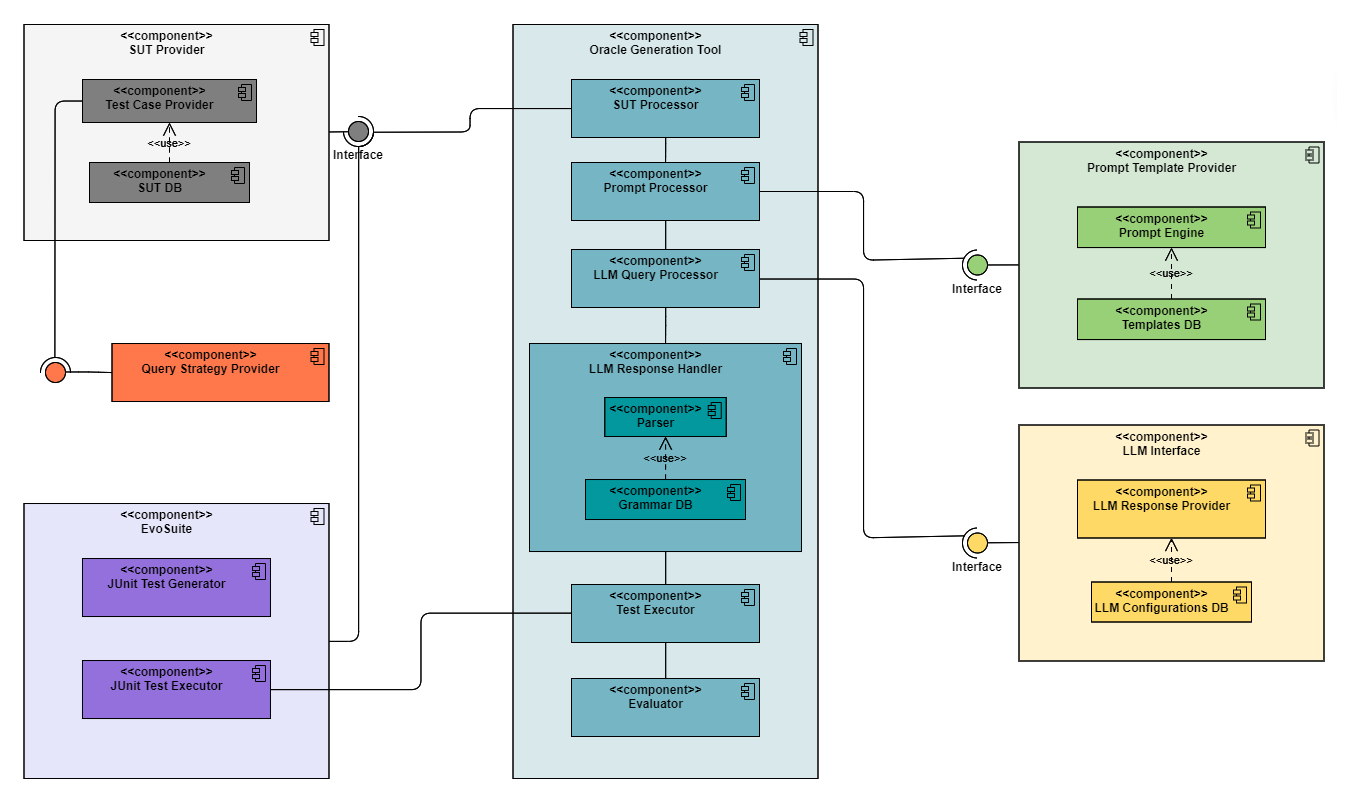 <<component>>
SUT Provider
<<component>>
Test Case Provider
<<use>>
<<component>>
SUT DB
Interface
<<component>>
Query Strategy Provider
<<component>>
EvoSuite
<<component>>
JUnit Test Generator
<<component>>
JUnit Test Executor
<<component>>
Oracle Generation Tool
<<component>>
SUT Processor
<<component>>
Prompt Processor
<<component>>
LLM Query Processor
<<component>>
LLM Response Handler
<<component>>
Parser
<<use>>
<<component>>
Grammar DB
<<component>>
Test Executor
<<component>>
Evaluator
Interface
<<component>>
Prompt Template Provider
<<component>>
Prompt Engine
<<use>>
<<component>>
Templates DB
Interface
<<component>>
LLM Interface
<<component>>
LLM Response Provider
<<use>>
<<component>>
LLM Configurations DB